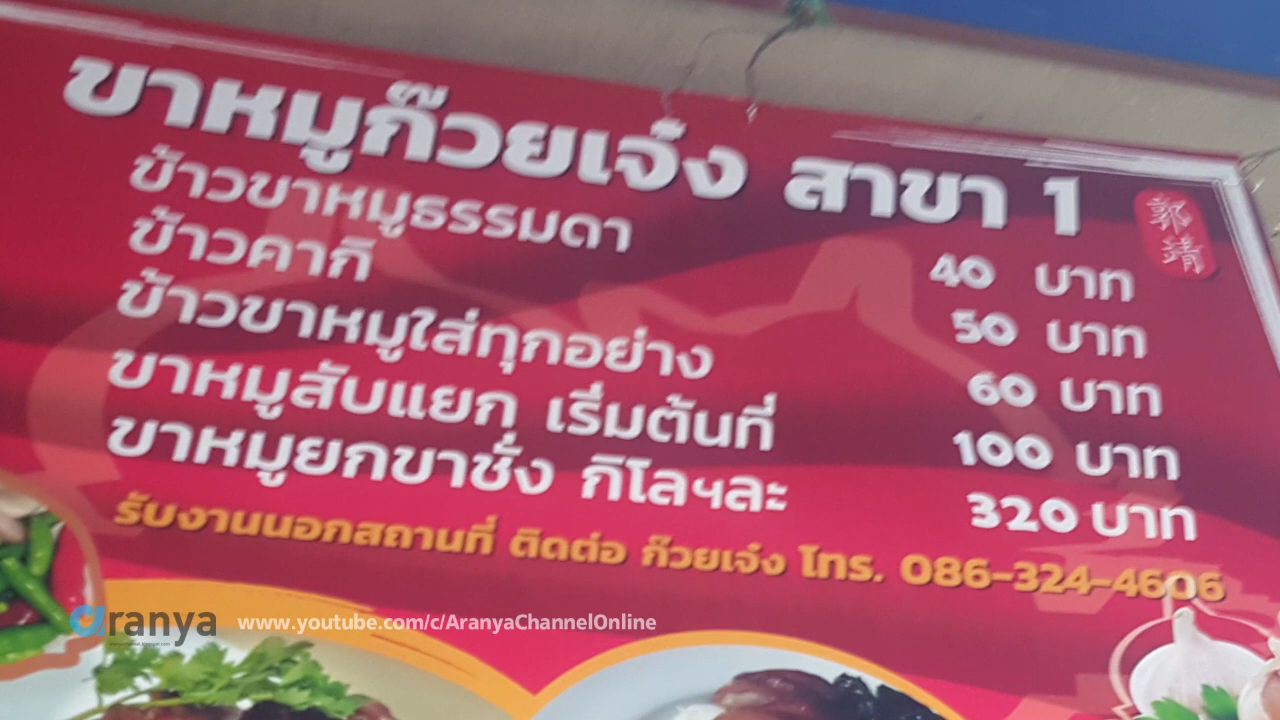 ขาหมูก๊วยเจ๋ง สาขา 1
郭靖
ข้าวขาหมูธรรมดา 40 บาท
ข้าวคากิ 50 บาท
ข้าวขาหมูใส่ทุกอย่าง 60 บาท
ขาหมูสับแยก เริ่มต้นที่ 100 บาท
ขาหมูยกขาชั่ง กิโลฯละ 320 บาท
รับงานนอกสถานที่ ติดต่อ ก๊วยเจ๋ง โทร. 086-324-4606
aranya www.youtube.com/c/AranyaChannelOnline